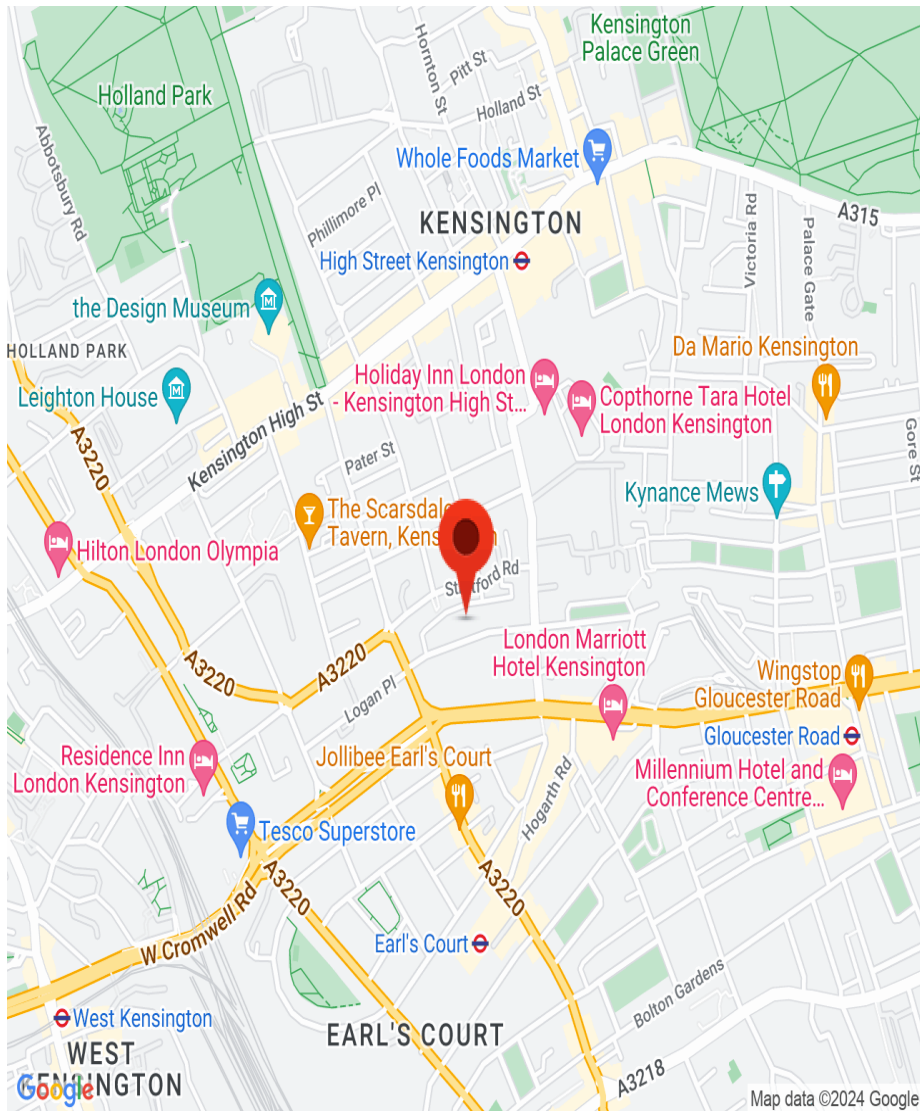 Kensington
Palace Green
Hornton St
Pitt St
Holland St
Holland Park
Abbotsbury Rd
Whole Foods Market
Phillimore Pl
KENSINGTON
A315
High Street Kensington
Victoria Rd
Palace Gate
the Design Museum
HOLLAND PARK
Da Mario Kensington
Leighton House
Holiday Inn London
- Kensington High St...
Copthorne Tara Hotel
London Kensington
Kensington High St
Gore St
A3220
Pater St
Kynance Mews
The Scarsdale
Tavern,
Hilton London Olympia
Rd
London Marriott
Hotel Kensington
A3220
A3220
Logan Pl
Wingstop
Gloucester Road
Gloucester Road
Residence Inn
London Kensington
Jollibee Earl's Court
Millennium Hotel and
Conference Centre...
Hogarth Rd
Tesco Superstore
A3220
A3220
W Cromwell Rd
Earl's Court
Bolton Gardens
West Kensington
EARL'S COURT
WEST
KENSINGTON
Google
A3218
Map data ©2024 Google